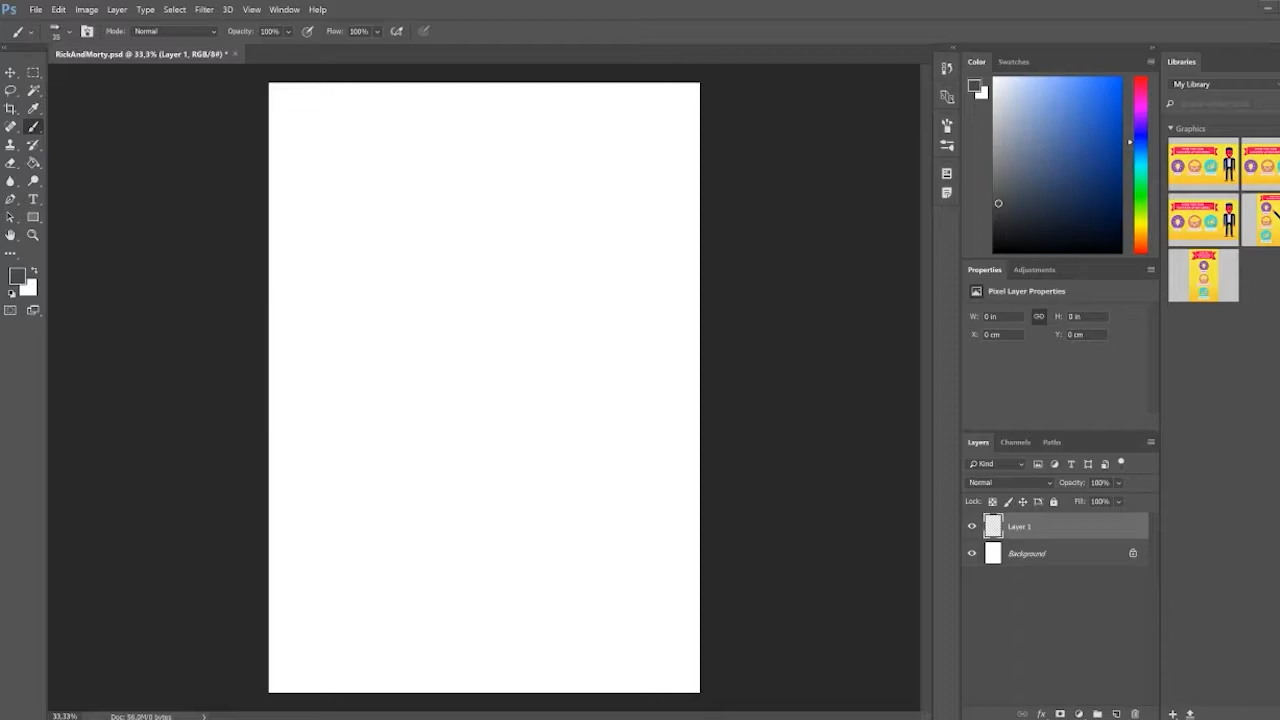 Ps File Edit Image Layer Type Select Filter 3D View Window Help
35 Mode: Normal Opacity: 100% Flow: 100%
RickAndMorty.psd @ 33,3% (Layer 1, RGB/8#) * ×
Color Swatches
Libraries
My Library
Graphics
Properties Adjustments
Pixel Layer Properties
W: 0 in H: 0 in
X: 0 cm Y: 0 cm
Layers Channels Paths
Kind
Normal Opacity: 100%
Lock: Fill: 100%
Layer 1
Background
33,33% Doc: 56,0M/0 bytes